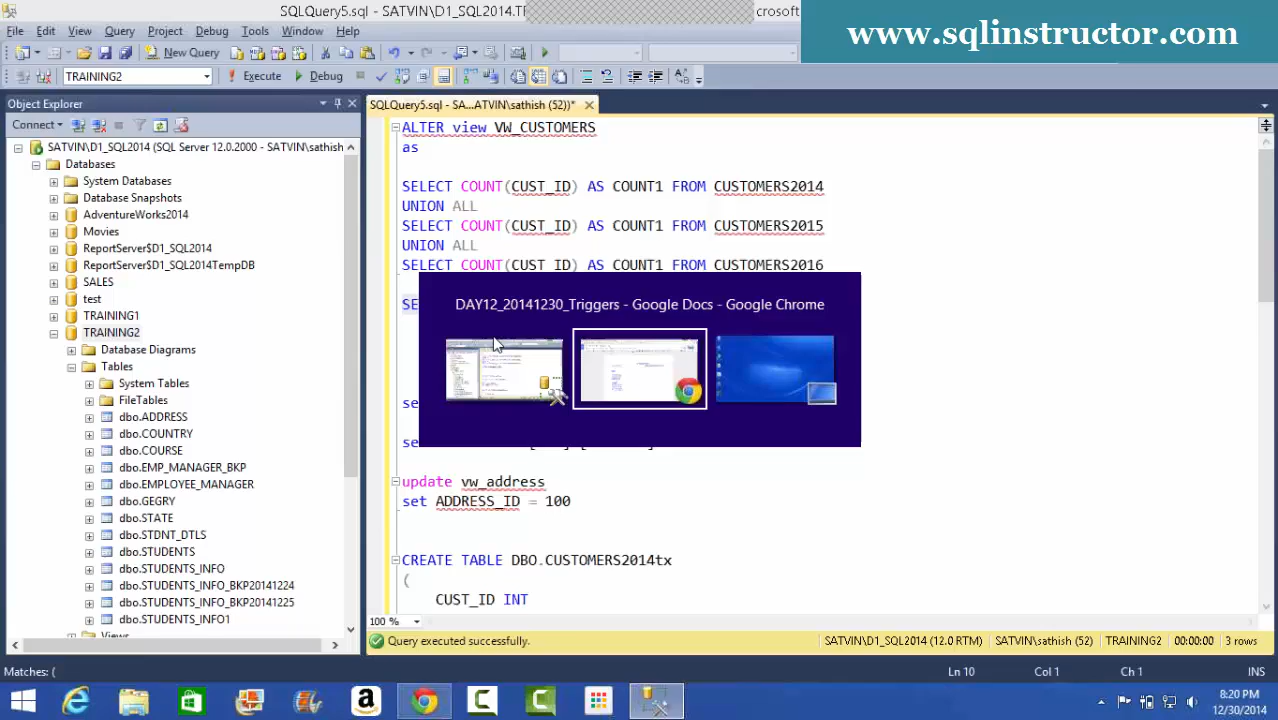 SQLQuery5.sql - SATVIN\D1_SQL2014.TR
crosoft
www.sqlinstructor.com
File Edit View Query Project Debug Tools Window Help
New Query
TRAINING2
Execute
Debug
Object Explorer
SQLQuery5.sql - SA...ATVIN\sathish (52))*
Connect
SATVIN\D1_SQL2014 (SQL Server 12.0.2000 - SATVIN\sathish
Databases
System Databases
Database Snapshots
AdventureWorks2014
Movies
ReportServer$D1_SQL2014
ReportServer$D1_SQL2014TempDB
SALES
test
TRAINING1
TRAINING2
Database Diagrams
Tables
System Tables
FileTables
dbo.ADDRESS
dbo.COUNTRY
dbo.COURSE
dbo.EMP_MANAGER_BKP
dbo.EMPLOYEE_MANAGER
dbo.GEGRY
dbo.STATE
dbo.STDNT_DTLS
dbo.STUDENTS
dbo.STUDENTS_INFO
dbo.STUDENTS_INFO_BKP20141224
dbo.STUDENTS_INFO_BKP20141225
dbo.STUDENTS_INFO1
Views
ALTER view VW_CUSTOMERS
as
SELECT COUNT(CUST_ID) AS COUNT1 FROM CUSTOMERS2014
UNION ALL
SELECT COUNT(CUST_ID) AS COUNT1 FROM CUSTOMERS2015
UNION ALL
SELECT COUNT(CUST_ID) AS COUNT1 FROM CUSTOMERS2016
SE
DAY12_20141230_Triggers - Google Docs - Google Chrome
se
se
update vw_address
set ADDRESS_ID = 100
CREATE TABLE DBO.CUSTOMERS2014tx
(
CUST_ID INT
100 %
Query executed successfully.
SATVIN\D1_SQL2014 (12.0 RTM)
SATVIN\sathish (52)
TRAINING2
00:00:00
3 rows
Matches: (
Ln 10
Col 1
Ch 1
INS
8:20 PM
12/30/2014